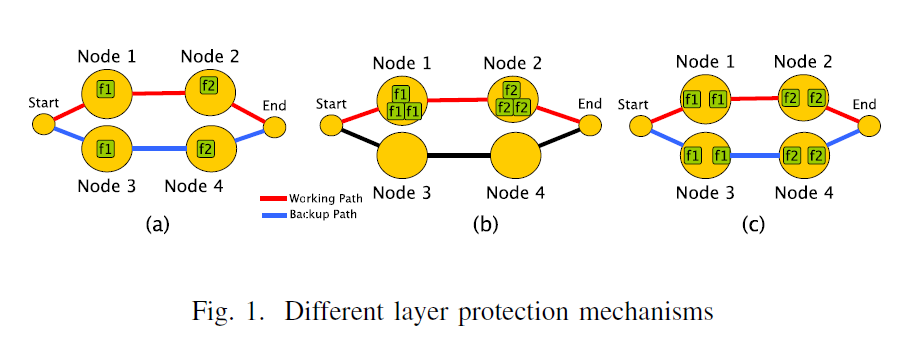 Node 1
Node 2
Start
End
f1
f2
f1
f2
Node 3
Node 4
(a)
Node 1
Node 2
Start
End
f1
f1 f1
f2
f2 f2
Node 3
Node 4
(b)
Working Path
Backup Path
Node 1
Node 2
Start
End
f1 f1
f2 f2
f1 f1
f2 f2
Node 3
Node 4
(c)
Fig. 1. Different layer protection mechanisms